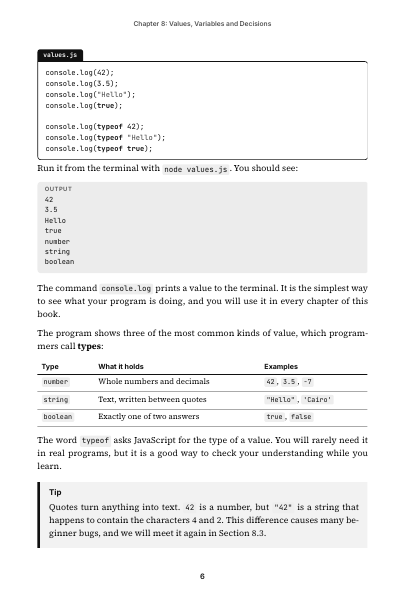 Chapter 8: Values, Variables and Decisions
values.js
console.log(42);
console.log(3.5);
console.log("Hello");
console.log(true);
console.log(typeof 42);
console.log(typeof "Hello");
console.log(typeof true);
Run it from the terminal with node values.js. You should see:
OUTPUT
42
3.5
Hello
true
number
string
boolean
The command console.log prints a value to the terminal. It is the simplest way
to see what your program is doing, and you will use it in every chapter of this
book.
The program shows three of the most common kinds of value, which program-
mers call types:
Type What it holds Examples
number Whole numbers and decimals 42, 3.5, -7
string Text, written between quotes "Hello", 'Cairo'
boolean Exactly one of two answers true, false
The word typeof asks JavaScript for the type of a value. You will rarely need it
in real programs, but it is a good way to check your understanding while you
learn.
Tip
Quotes turn anything into text. 42 is a number, but "42" is a string that
happens to contain the characters 4 and 2. This difference causes many be-
ginner bugs, and we will meet it again in Section 8.3.
6